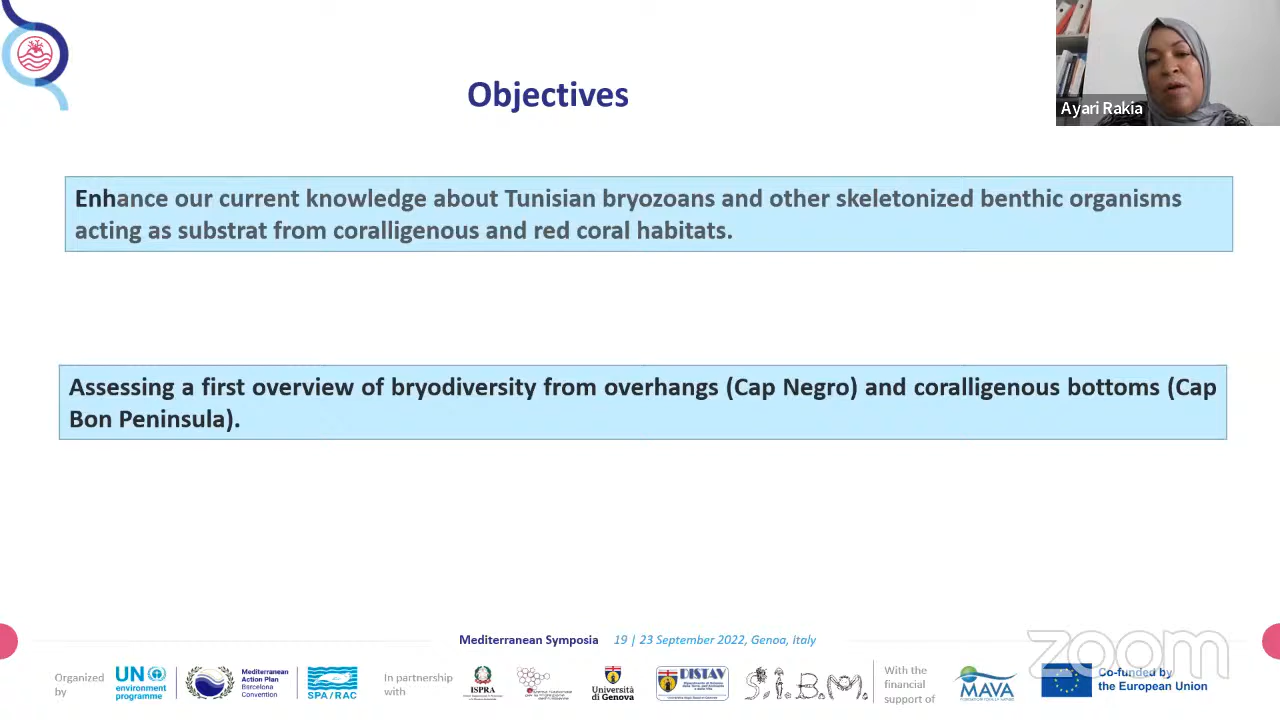 Objectives
Ayari Rakia
Enhance our current knowledge about Tunisian bryozoans and other skeletonized benthic organisms
acting as substrat from coralligenous and red coral habitats.
Assessing a first overview of bryodiversity from overhangs (Cap Negro) and coralligenous bottoms (Cap
Bon Peninsula).
Mediterranean Symposia 19 | 23 September 2022, Genoa, Italy
zoom
Organized
by
UN
environment
programme
Mediterranean
Action Plan
Barcelona
Convention
SPA/RAC
In partnership
with
ISPRA
Università
di Genova
DISTAV
S.I.B.M.
With the
financial
support of
MAVA
Co-funded by
the European Union